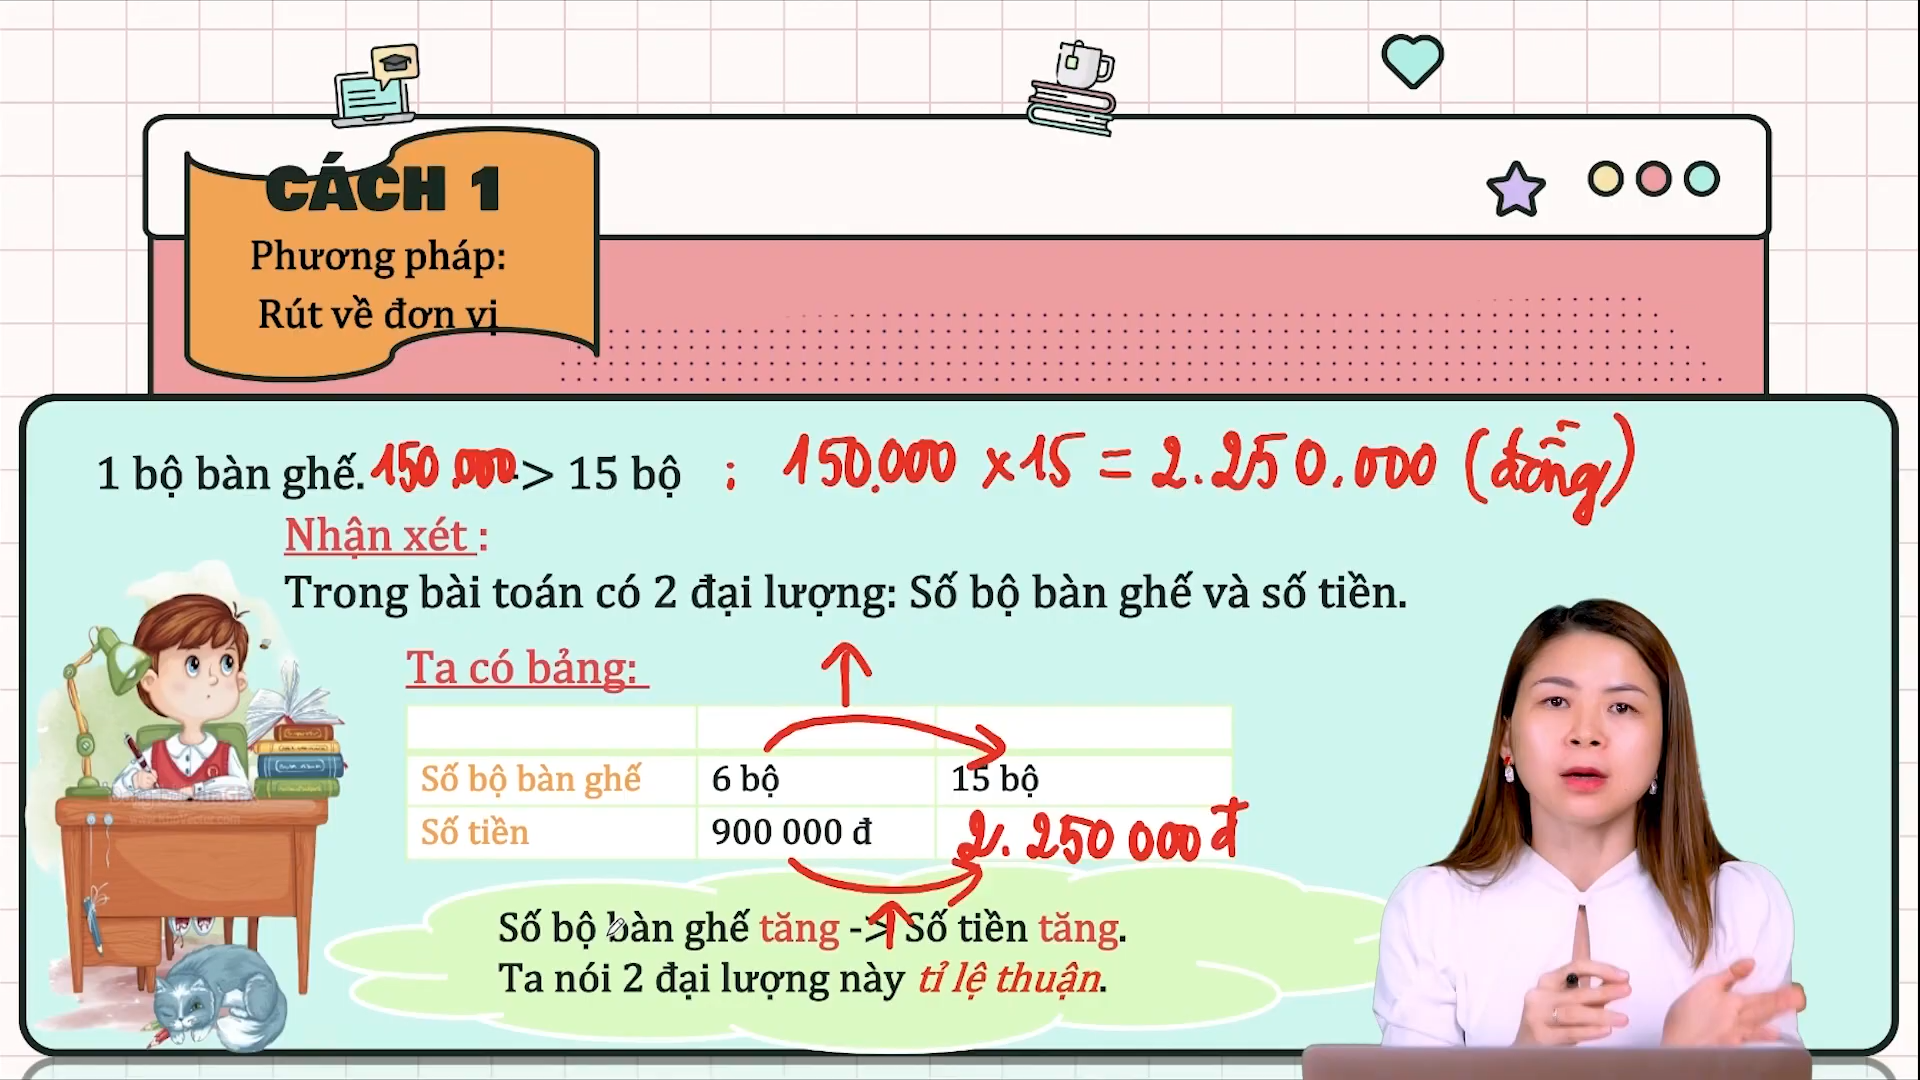 CÁCH 1
Phương pháp:
Rút về đơn vị
1 bộ bàn ghế. 150.000 -> 15 bộ ; 150.000 x 15 = 2.250.000 (đồng)
Nhận xét :
Trong bài toán có 2 đại lượng: Số bộ bàn ghế và số tiền.
Ta có bảng:
Số bộ bàn ghế 6 bộ 15 bộ
Số tiền 900 000 đ 2.250 000 đ
Số bộ bàn ghế tăng -> Số tiền tăng.
Ta nói 2 đại lượng này tỉ lệ thuận.